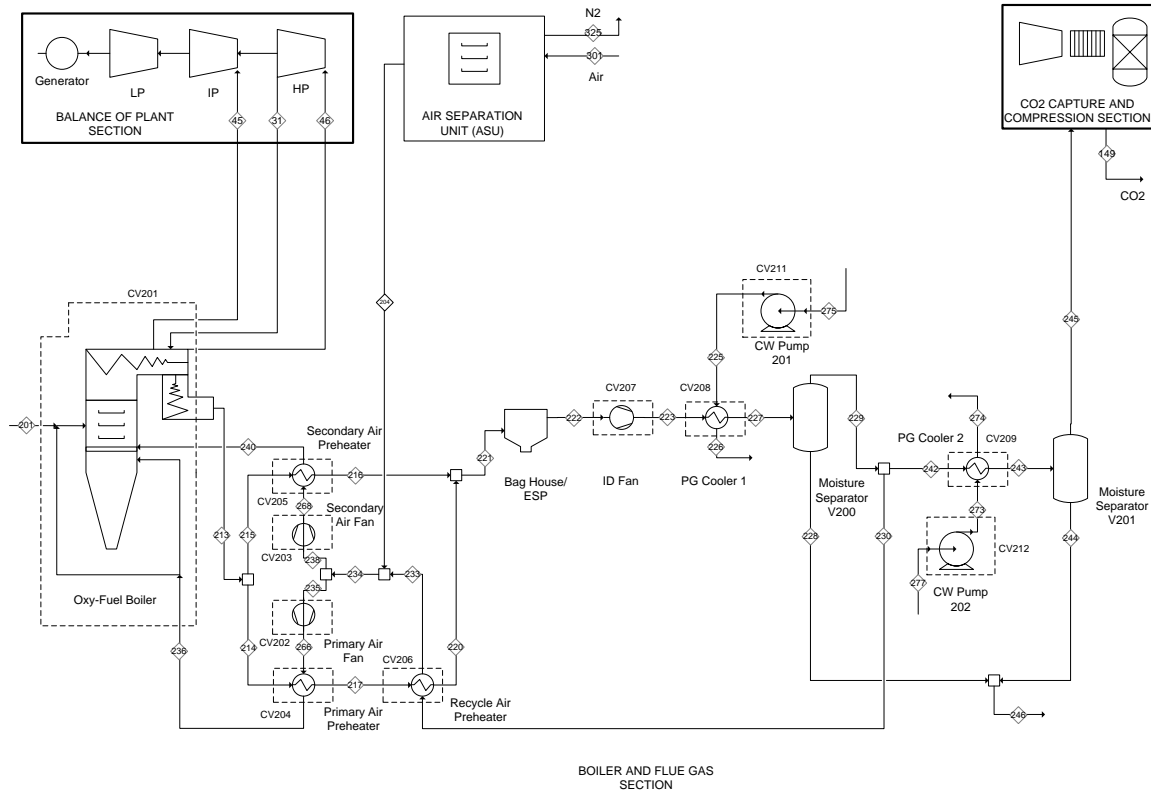 N2
325
301
Air
Generator
LP
IP
HP
BALANCE OF PLANT
SECTION
45
31
46
AIR SEPARATION
UNIT (ASU)
CO2 CAPTURE AND
COMPRESSION SECTION
149
CO2
CV201
204
CV211
275
CW Pump
201
225
245
201
240
Secondary Air
Preheater
216
CV205
268
Secondary
Air Fan
CV203
238
213
215
221
Bag House/
ESP
222
CV207
223
ID Fan
CV208
226
PG Cooler 1
227
229
Moisture
Separator
V200
228
230
274
PG Cooler 2
CV209
242
243
273
CV212
277
CW Pump
202
Moisture
Separator
V201
244
234
233
235
Oxy-Fuel Boiler
236
214
CV202
266
Primary Air
Fan
CV206
220
217
CV204
Primary Air
Preheater
Recycle Air
Preheater
246
BOILER AND FLUE GAS
SECTION